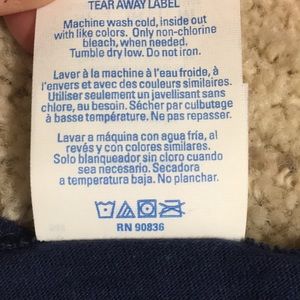 TEAR AWAY LABEL
Machine wash cold, inside out
with like colors. Only non-chlorine
bleach, when needed.
Tumble dry low. Do not iron.
Laver à la machine à l'eau froide, à
l'envers et avec des couleurs similaires.
Utiliser seulement un javellisant sans
chlore, au besoin. Sécher par culbutage
à basse température. Ne pas repasser.
Lavar a máquina con agua fría, al
revés y con colores similares.
Solo blanqueador sin cloro cuando
sea necesario. Secadora
a temperatura baja. No planchar.
RN 90836